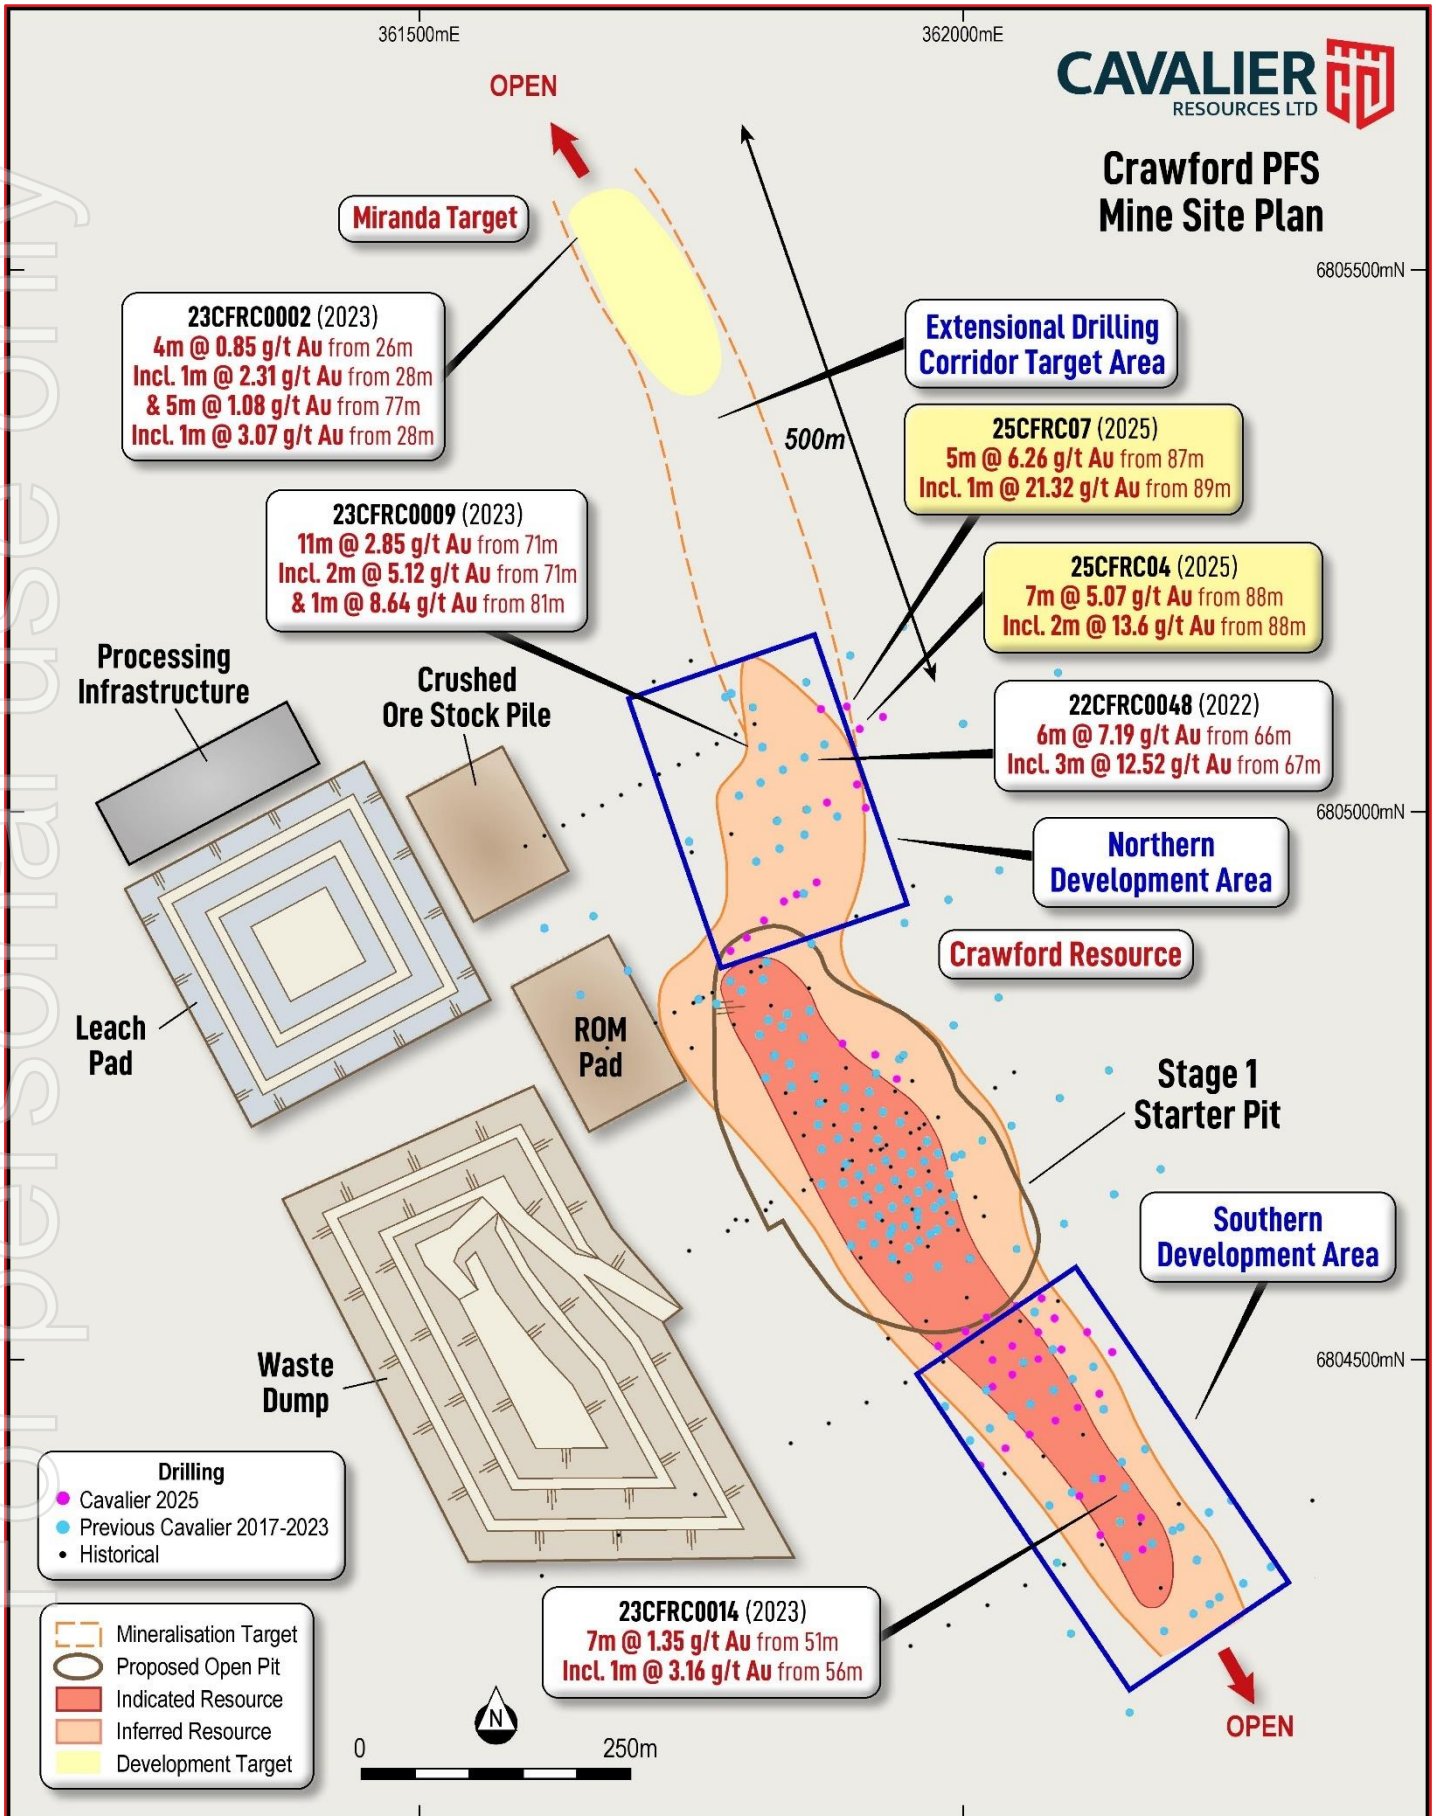 361500mE
362000mE
CAVALIER
RESOURCES LTD
OPEN
Crawford PFS
Mine Site Plan
Miranda Target
6805500mN
23CFRC0002 (2023)
4m @ 0.85 g/t Au from 26m
Incl. 1m @ 2.31 g/t Au from 28m
& 5m @ 1.08 g/t Au from 77m
Incl. 1m @ 3.07 g/t Au from 28m
Extensional Drilling
Corridor Target Area
500m
25CFRC07 (2025)
5m @ 6.26 g/t Au from 87m
Incl. 1m @ 21.32 g/t Au from 89m
23CFRC0009 (2023)
11m @ 2.85 g/t Au from 71m
Incl. 2m @ 5.12 g/t Au from 71m
& 1m @ 8.64 g/t Au from 81m
25CFRC04 (2025)
7m @ 5.07 g/t Au from 88m
Incl. 2m @ 13.6 g/t Au from 88m
Processing
Infrastructure
Crushed
Ore Stock Pile
22CFRC0048 (2022)
6m @ 7.19 g/t Au from 66m
Incl. 3m @ 12.52 g/t Au from 67m
6805000mN
Northern
Development Area
Crawford Resource
Leach
Pad
ROM
Pad
Stage 1
Starter Pit
Southern
Development Area
Waste
Dump
6804500mN
Drilling
Cavalier 2025
Previous Cavalier 2017-2023
Historical
23CFRC0014 (2023)
7m @ 1.35 g/t Au from 51m
Incl. 1m @ 3.16 g/t Au from 56m
Mineralisation Target
Proposed Open Pit
Indicated Resource
Inferred Resource
Development Target
N
0
250m
OPEN
For personal use only